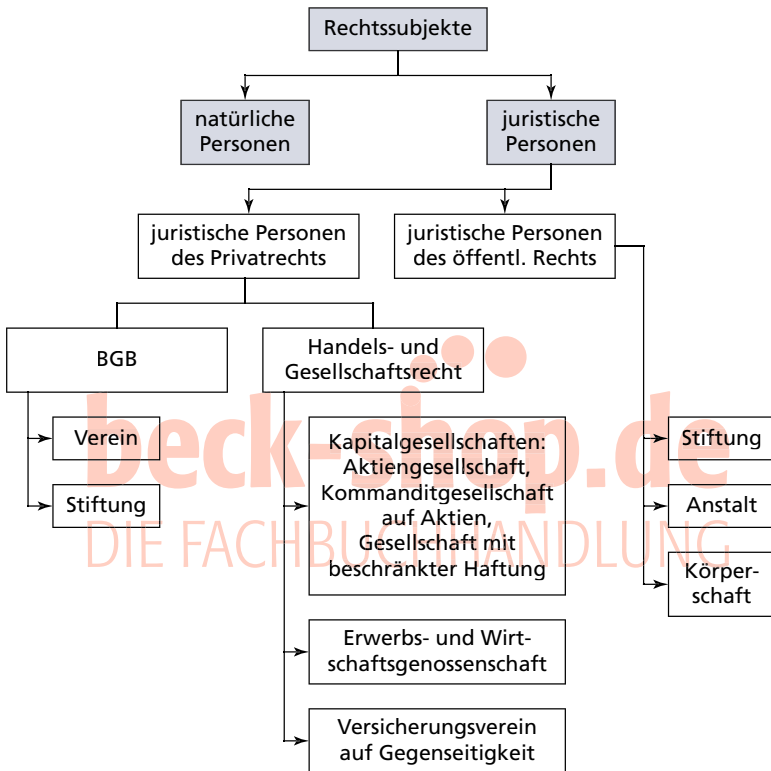 Rechtssubjekte
natürliche
Personen
juristische
Personen
juristische Personen
des Privatrechts
juristische Personen
des öffentl. Rechts
BGB
Handels- und
Gesellschaftsrecht
Verein
Stiftung
Kapitalgesellschaften:
Aktiengesellschaft,
Kommanditgesellschaft
auf Aktien,
Gesellschaft mit
beschränkter Haftung
Erwerbs- und Wirt-
schaftsgenossenschaft
Versicherungsverein
auf Gegenseitigkeit
Stiftung
Anstalt
Körper-
schaft
beck-shop.de
DIE FACHBUCHHANDLUNG